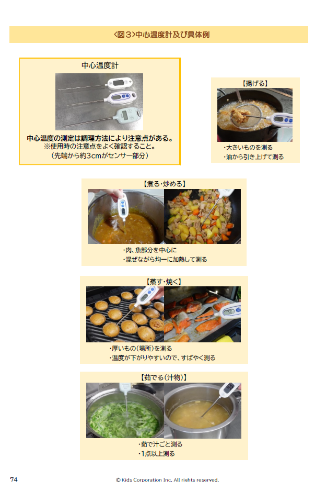 <図3>中心温度計及び具体例
中心温度計
中心温度の測定は調理方法により注意点がある。
※使用時の注意点をよく確認すること。
(先端から約3cmがセンサー部分)
【揚げる】
・大きいものを測る
・油から引き上げて測る
【煮る・炒める】
・肉、魚部分を中心に
・混ぜながら均一に加熱して測る
【蒸す・焼く】
・厚いもの(場所)を測る
・温度が下がりやすいので、すばやく測る
【茹でる(汁物)】
・茹で汁ごと測る
・1点以上測る
74
© Kids Corporation Inc. All rights reserved.